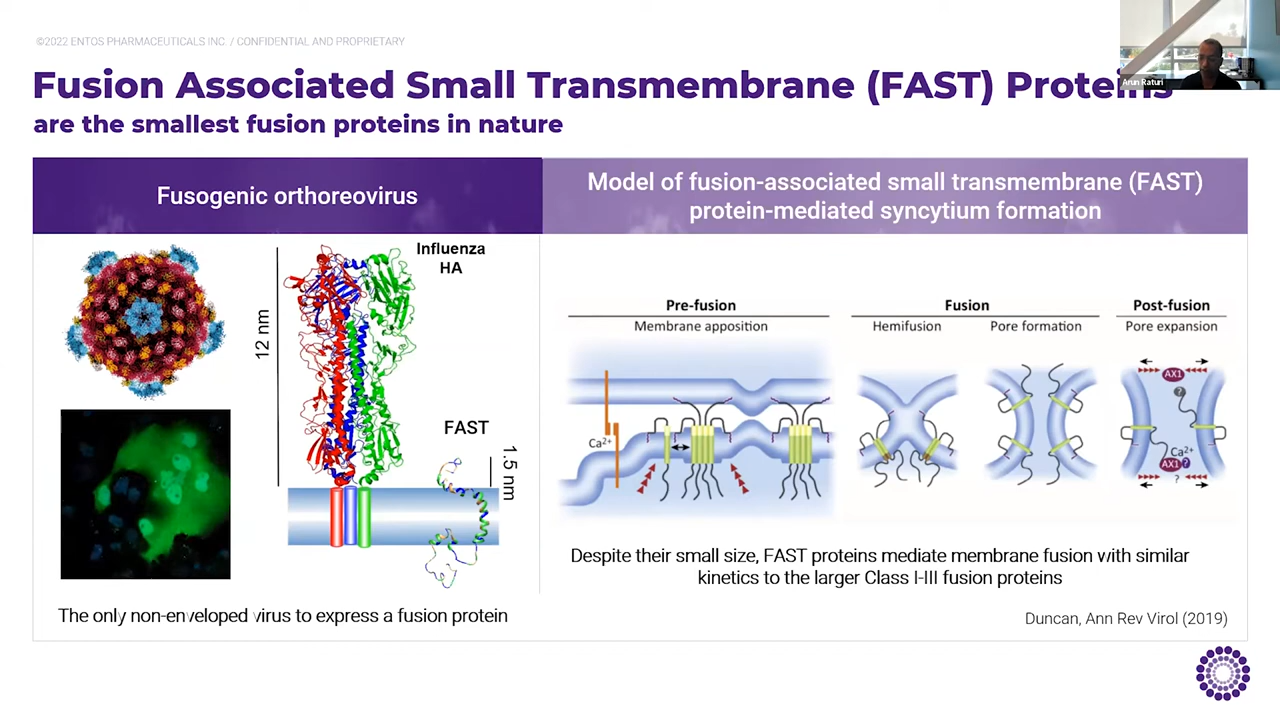 ©2022 ENTOS PHARMACEUTICALS INC. / CONFIDENTIAL AND PROPRIETARY
Arun Raturi
Fusion Associated Small Transmembrane (FAST) Proteins
are the smallest fusion proteins in nature
Fusogenic orthoreovirus
Influenza
HA
12 nm
FAST
1.5 nm
The only non-enveloped virus to express a fusion protein
Model of fusion-associated small transmembrane (FAST)
protein-mediated syncytium formation
Pre-fusion
Membrane apposition
Fusion
Hemifusion
Pore formation
Post-fusion
Pore expansion
Ca2+
AX1
?
Ca2+
AX1 ?
?
Despite their small size, FAST proteins mediate membrane fusion with similar
kinetics to the larger Class I-III fusion proteins
Duncan, Ann Rev Virol (2019)